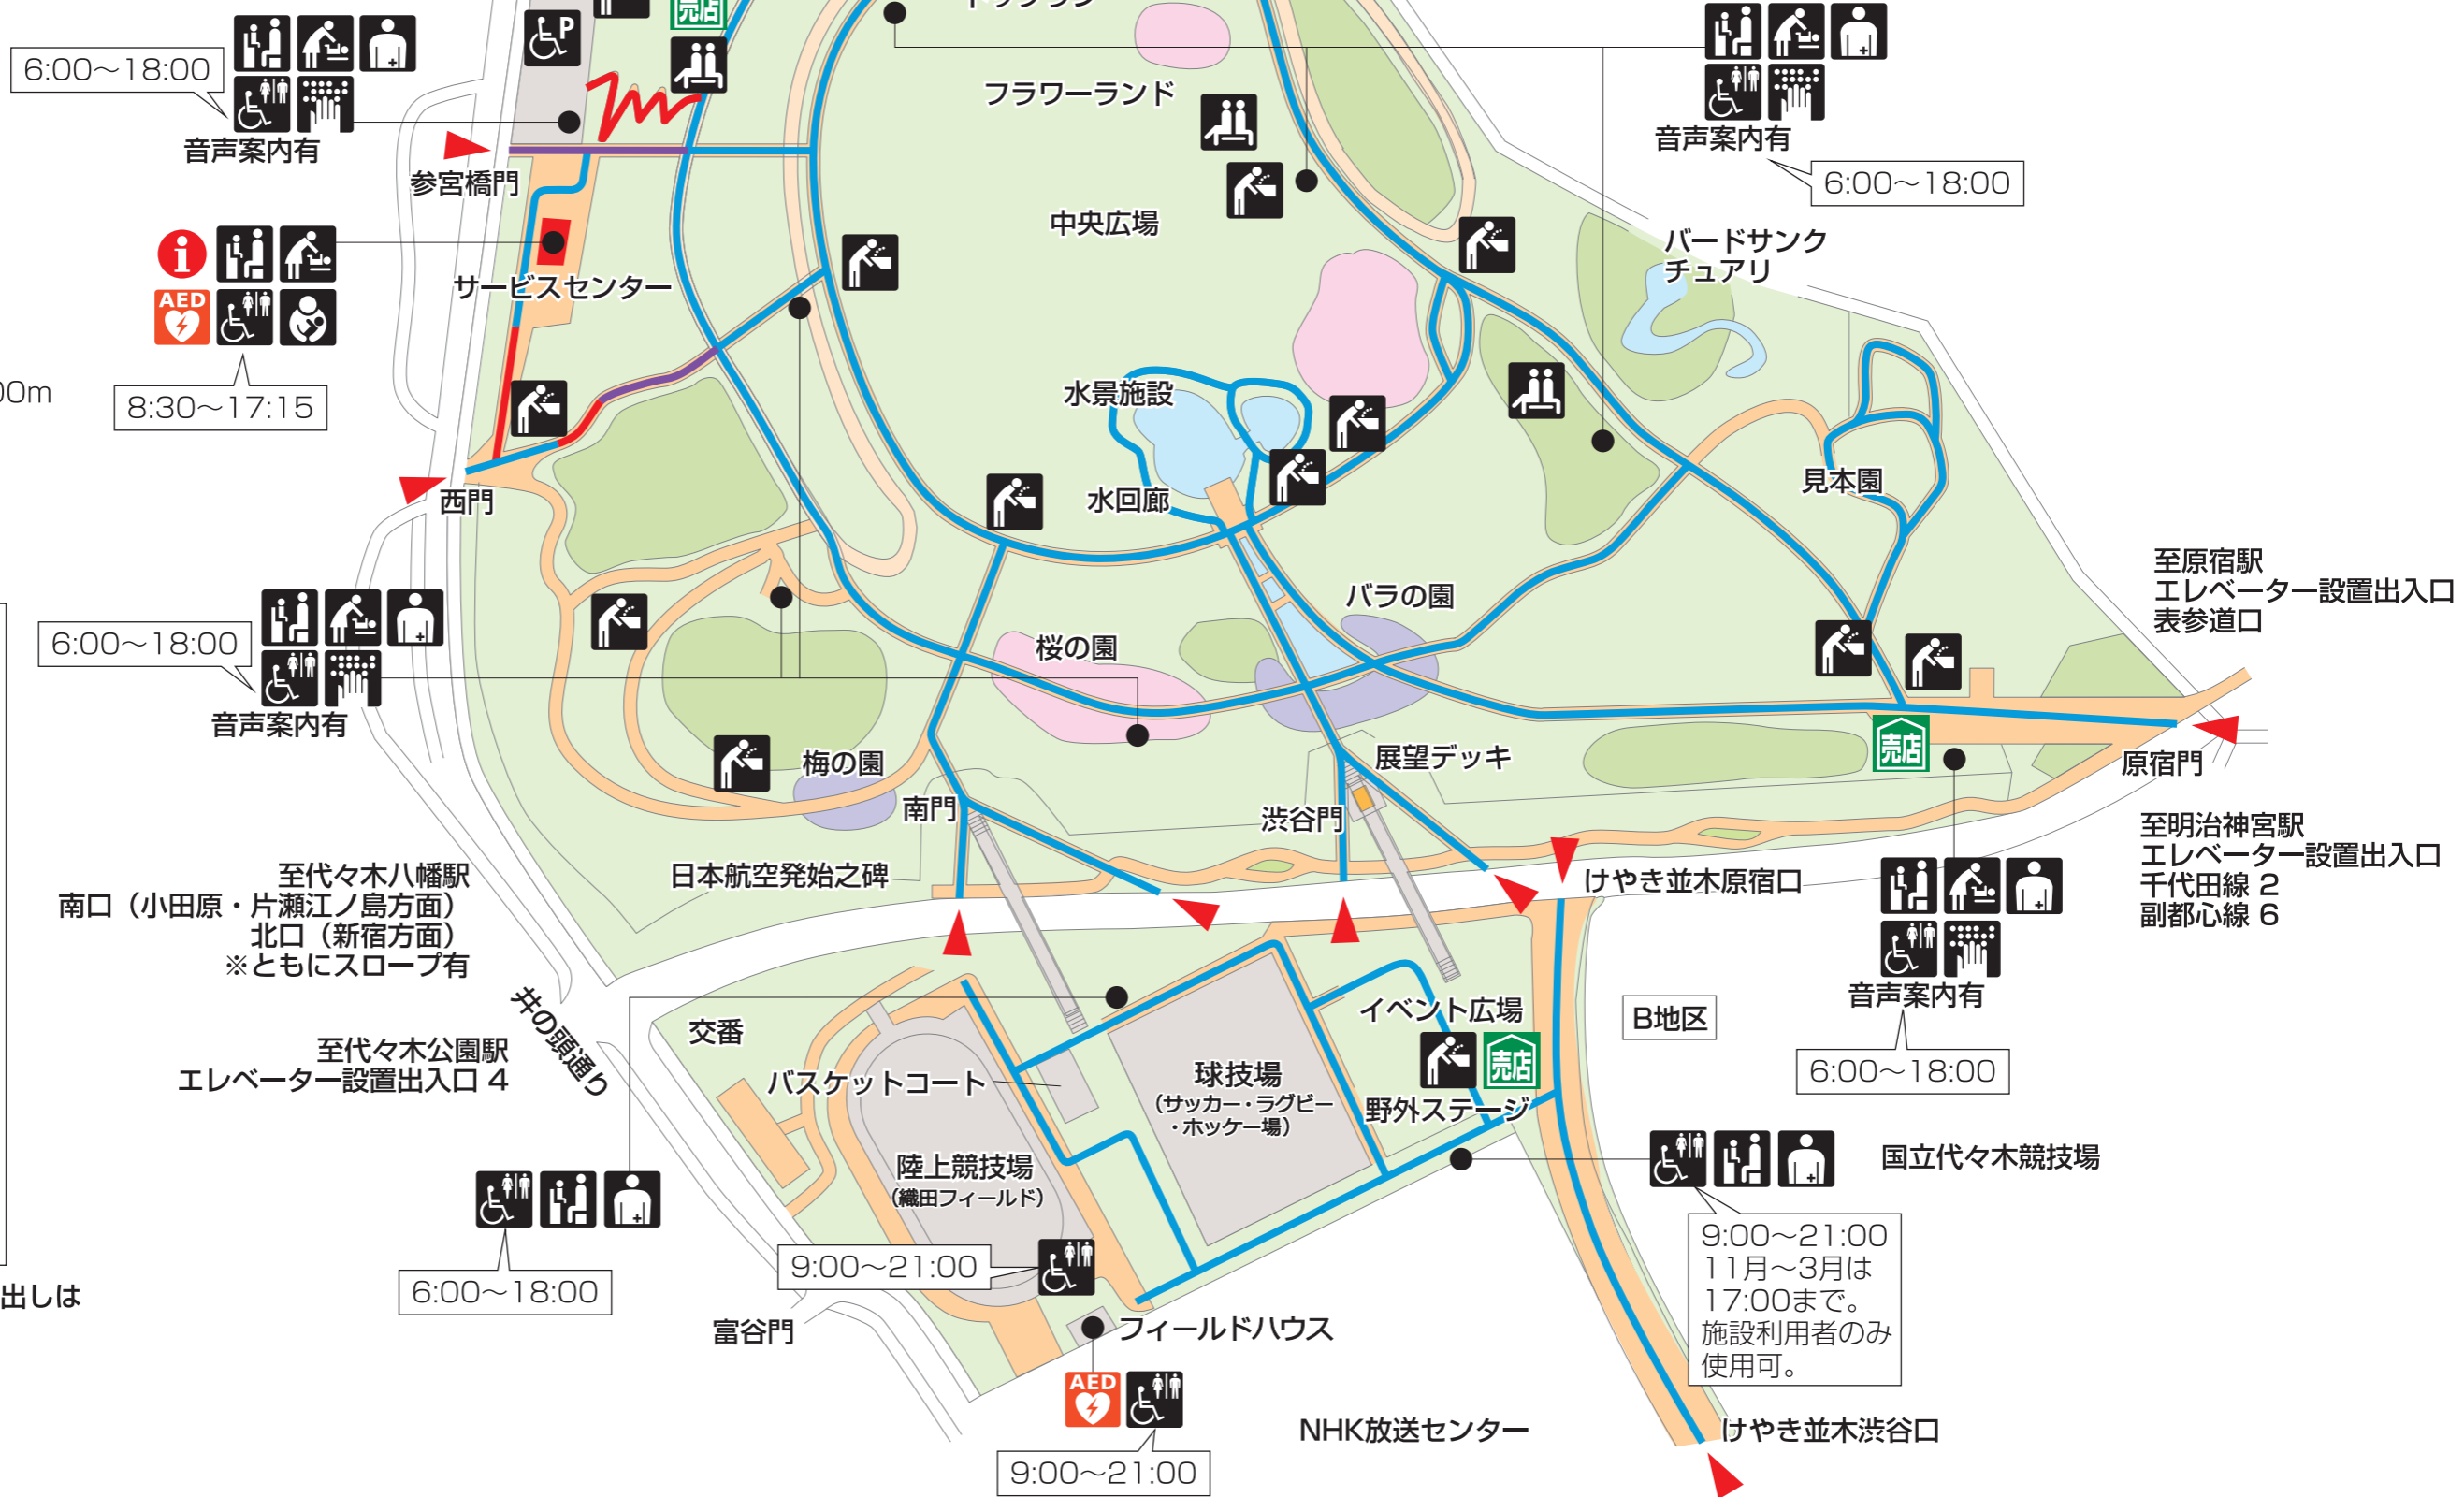 ドッグラン
売店
P
6:00〜18:00
音声案内有
フラワーランド
音声案内有
6:00〜18:00
参宮橋門
中央広場
バードサンク
チュアリ
サービスセンター
AED
8:30〜17:15
00m
水景施設
水回廊
見本園
西門
至原宿駅
エレベーター設置出入口
表参道口
6:00〜18:00
音声案内有
バラの園
桜の園
梅の園
展望デッキ
売店
原宿門
南門
渋谷門
日本航空発始之碑
けやき並木原宿口
至明治神宮駅
エレベーター設置出入口
千代田線 2
副都心線 6
至代々木八幡駅
南口（小田原・片瀬江ノ島方面）
北口（新宿方面）
※ともにスロープ有
井の頭通り
至代々木公園駅
エレベーター設置出入口 4
交番
バスケットコート
球技場
（サッカー・ラグビー
・ホッケー場）
イベント広場
売店
野外ステージ
B地区
音声案内有
6:00〜18:00
陸上競技場
（織田フィールド）
国立代々木競技場
6:00〜18:00
9:00〜21:00
9:00〜21:00
11月〜3月は
17:00まで。
施設利用者のみ
使用可。
出しは
富谷門
フィールドハウス
AED
9:00〜21:00
NHK放送センター
けやき並木渋谷口